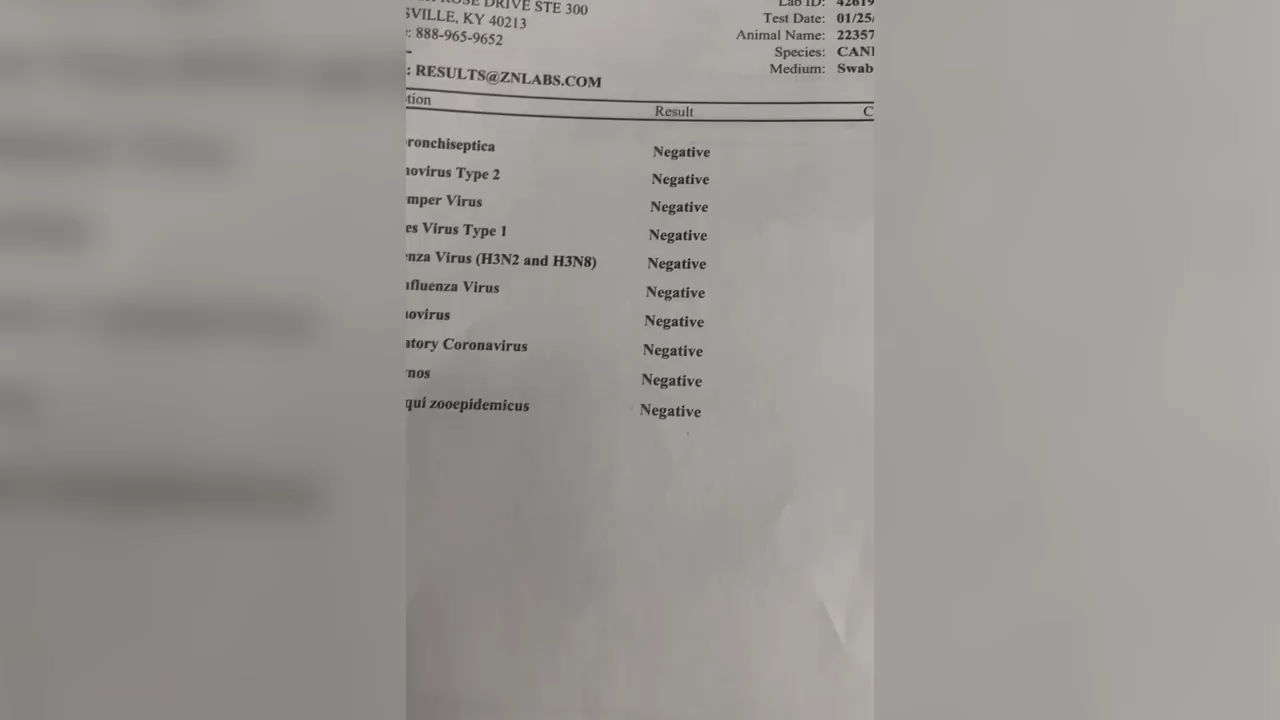 ROSE DRIVE STE 300
SVILLE, KY 40213
: 888-965-9652
: RESULTS@ZNLABS.COM
Lab ID: 42619
Test Date: 01/25/
Animal Name: 22357
Species: CANI
Medium: Swab
tion Result C
ronchiseptica Negative
ovirus Type 2 Negative
mper Virus Negative
es Virus Type 1 Negative
nza Virus (H3N2 and H3N8) Negative
nfluenza Virus Negative
ovirus Negative
atory Coronavirus Negative
nos Negative
qui zooepidemicus Negative